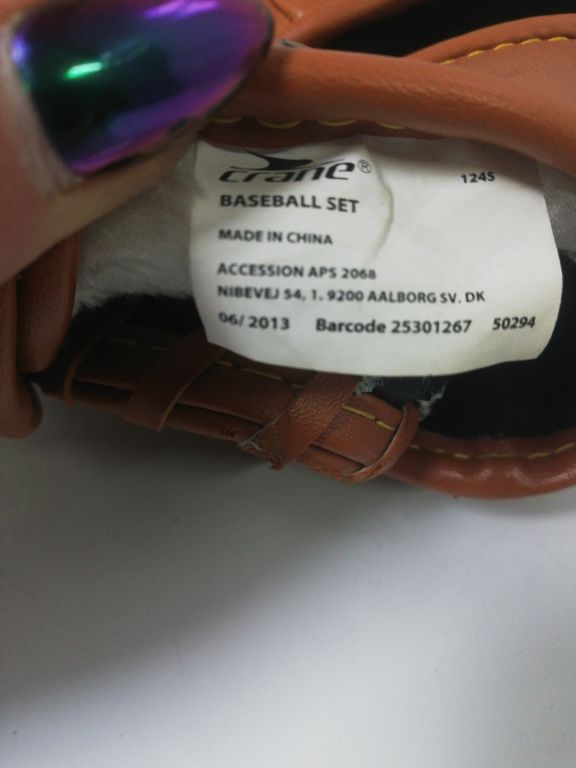 crane® 1245
BASEBALL SET
MADE IN CHINA
ACCESSION APS 2068
NIBEVEJ 54, 1. 9200 AALBORG SV. DK
06/2013 Barcode 25301267 50294